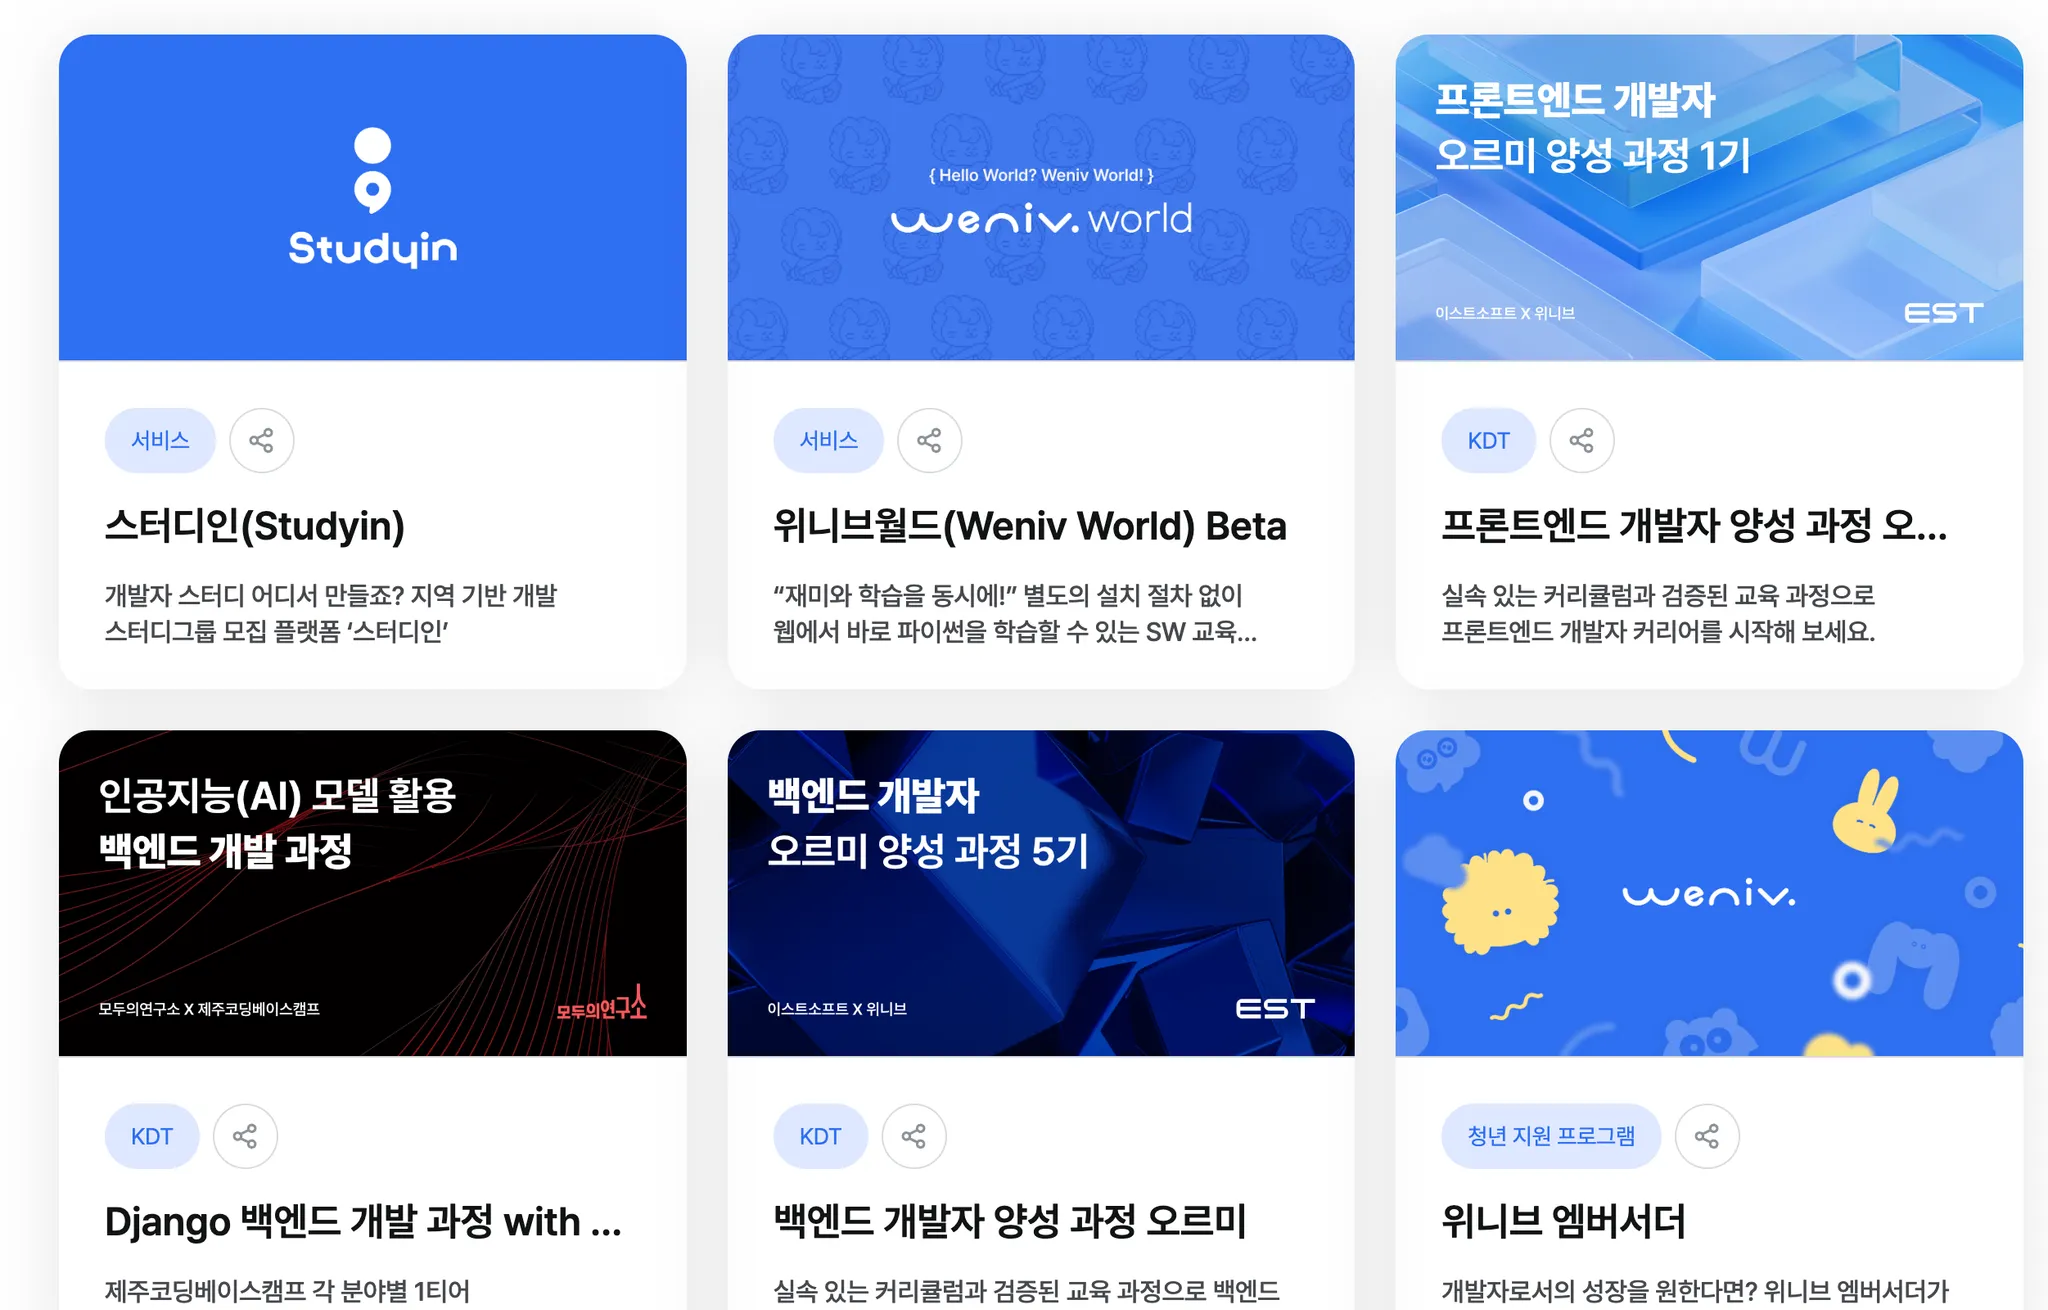 Studyin
서비스
스터디인(Studyin)
개발자 스터디 어디서 만들죠? 지역 기반 개발
스터디그룹 모집 플랫폼 ‘스터디인’
{ Hello World? Weniv World! }
weniv. world
서비스
위니브월드(Weniv World) Beta
“재미와 학습을 동시에!” 별도의 설치 절차 없이
웹에서 바로 파이썬을 학습할 수 있는 SW 교육...
프론트엔드 개발자
오르미 양성 과정 1기
이스트소프트 X 위니브
EST
KDT
프론트엔드 개발자 양성 과정 오...
실속 있는 커리큘럼과 검증된 교육 과정으로
프론트엔드 개발자 커리어를 시작해 보세요.
인공지능(AI) 모델 활용
백엔드 개발 과정
모두의연구소 X 제주코딩베이스캠프
모두의연구소
KDT
Django 백엔드 개발 과정 with ...
제주코딩베이스캠프 각 분야별 1티어
백엔드 개발자
오르미 양성 과정 5기
이스트소프트 X 위니브
EST
KDT
백엔드 개발자 양성 과정 오르미
실속 있는 커리큘럼과 검증된 교육 과정으로 백엔드
weniv.
청년 지원 프로그램
위니브 엠버서더
개발자로서의 성장을 원한다면? 위니브 엠버서더가